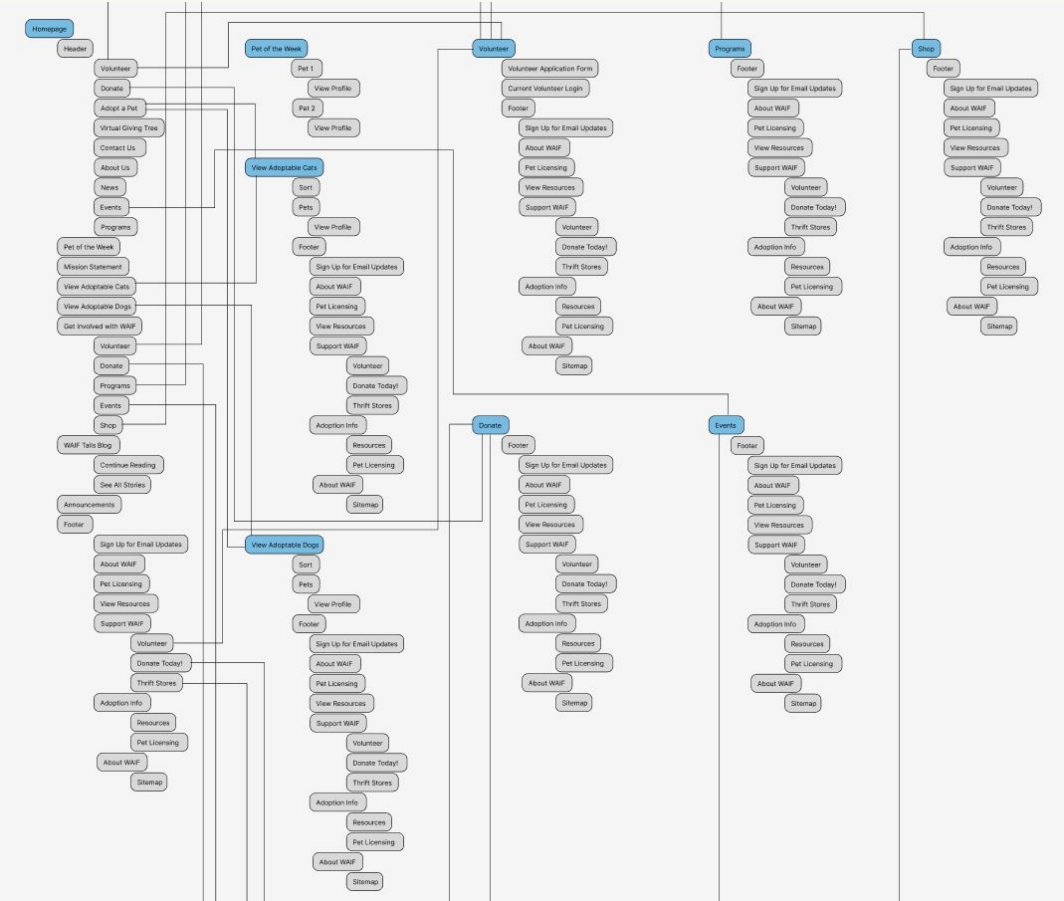 Homepage
Header
Volunteer
Donate
Adopt a Pet
Virtual Giving Tree
Contact Us
About Us
News
Events
Programs
Pet of the Week
Mission Statement
View Adoptable Cats
View Adoptable Dogs
Get Involved with WAIF
Volunteer
Donate
Programs
Events
Shop
WAIF Tails Blog
Continue Reading
See All Stories
Announcements
Footer
Sign Up for Email Updates
About WAIF
Pet Licensing
View Resources
Support WAIF
Volunteer
Donate Today!
Thrift Stores
Adoption Info
Resources
Pet Licensing
About WAIF
Sitemap
Pet of the Week
Pet 1
View Profile
Pet 2
View Profile
View Adoptable Cats
Sort
Pets
View Profile
Footer
Sign Up for Email Updates
About WAIF
Pet Licensing
View Resources
Support WAIF
Volunteer
Donate Today!
Thrift Stores
Adoption Info
Resources
Pet Licensing
About WAIF
Sitemap
View Adoptable Dogs
Sort
Pets
View Profile
Footer
Sign Up for Email Updates
About WAIF
Pet Licensing
View Resources
Support WAIF
Volunteer
Donate Today!
Thrift Stores
Adoption Info
Resources
Pet Licensing
About WAIF
Sitemap
Volunteer
Volunteer Application Form
Current Volunteer Login
Footer
Sign Up for Email Updates
About WAIF
Pet Licensing
View Resources
Support WAIF
Volunteer
Donate Today!
Thrift Stores
Adoption Info
Resources
Pet Licensing
About WAIF
Sitemap
Donate
Footer
Sign Up for Email Updates
About WAIF
Pet Licensing
View Resources
Support WAIF
Volunteer
Donate Today!
Thrift Stores
Adoption Info
Resources
Pet Licensing
About WAIF
Sitemap
Programs
Footer
Sign Up for Email Updates
About WAIF
Pet Licensing
View Resources
Support WAIF
Volunteer
Donate Today!
Thrift Stores
Adoption Info
Resources
Pet Licensing
About WAIF
Sitemap
Events
Footer
Sign Up for Email Updates
About WAIF
Pet Licensing
View Resources
Support WAIF
Volunteer
Donate Today!
Thrift Stores
Adoption Info
Resources
Pet Licensing
About WAIF
Sitemap
Shop
Footer
Sign Up for Email Updates
About WAIF
Pet Licensing
View Resources
Support WAIF
Volunteer
Donate Today!
Thrift Stores
Adoption Info
Resources
Pet Licensing
About WAIF
Sitemap